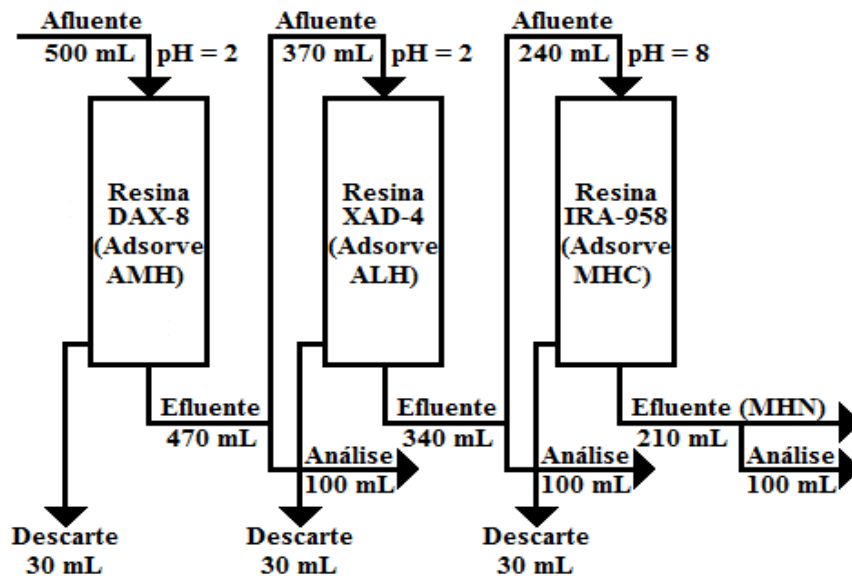 Afluente
500 mL
pH = 2
Afluente
370 mL
pH = 2
Afluente
240 mL
pH = 8
Resina
DAX-8
(Adsorve
AMH)
Resina
XAD-4
(Adsorve
ALH)
Resina
IRA-958
(Adsorve
MHC)
Efluente
470 mL
Efluente
340 mL
Efluente (MHN)
210 mL
Análise
100 mL
Análise
100 mL
Análise
100 mL
Descarte
30 mL
Descarte
30 mL
Descarte
30 mL